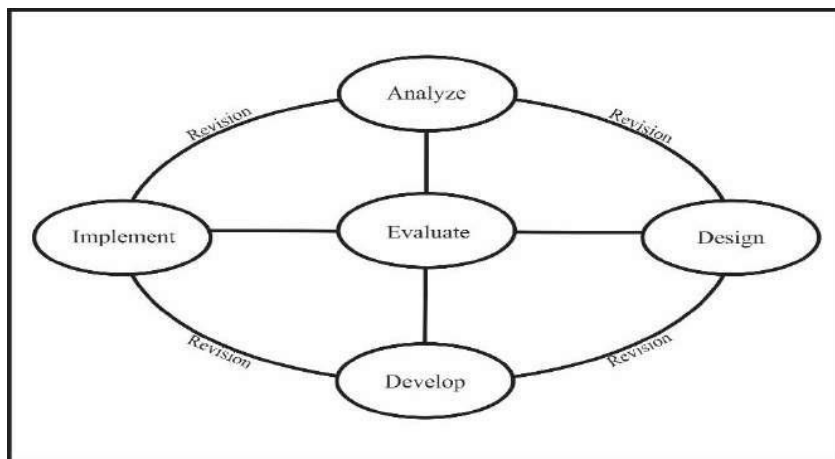 Analyze
Revision
Revision
Implement
Evaluate
Design
Revision
Revision
Develop